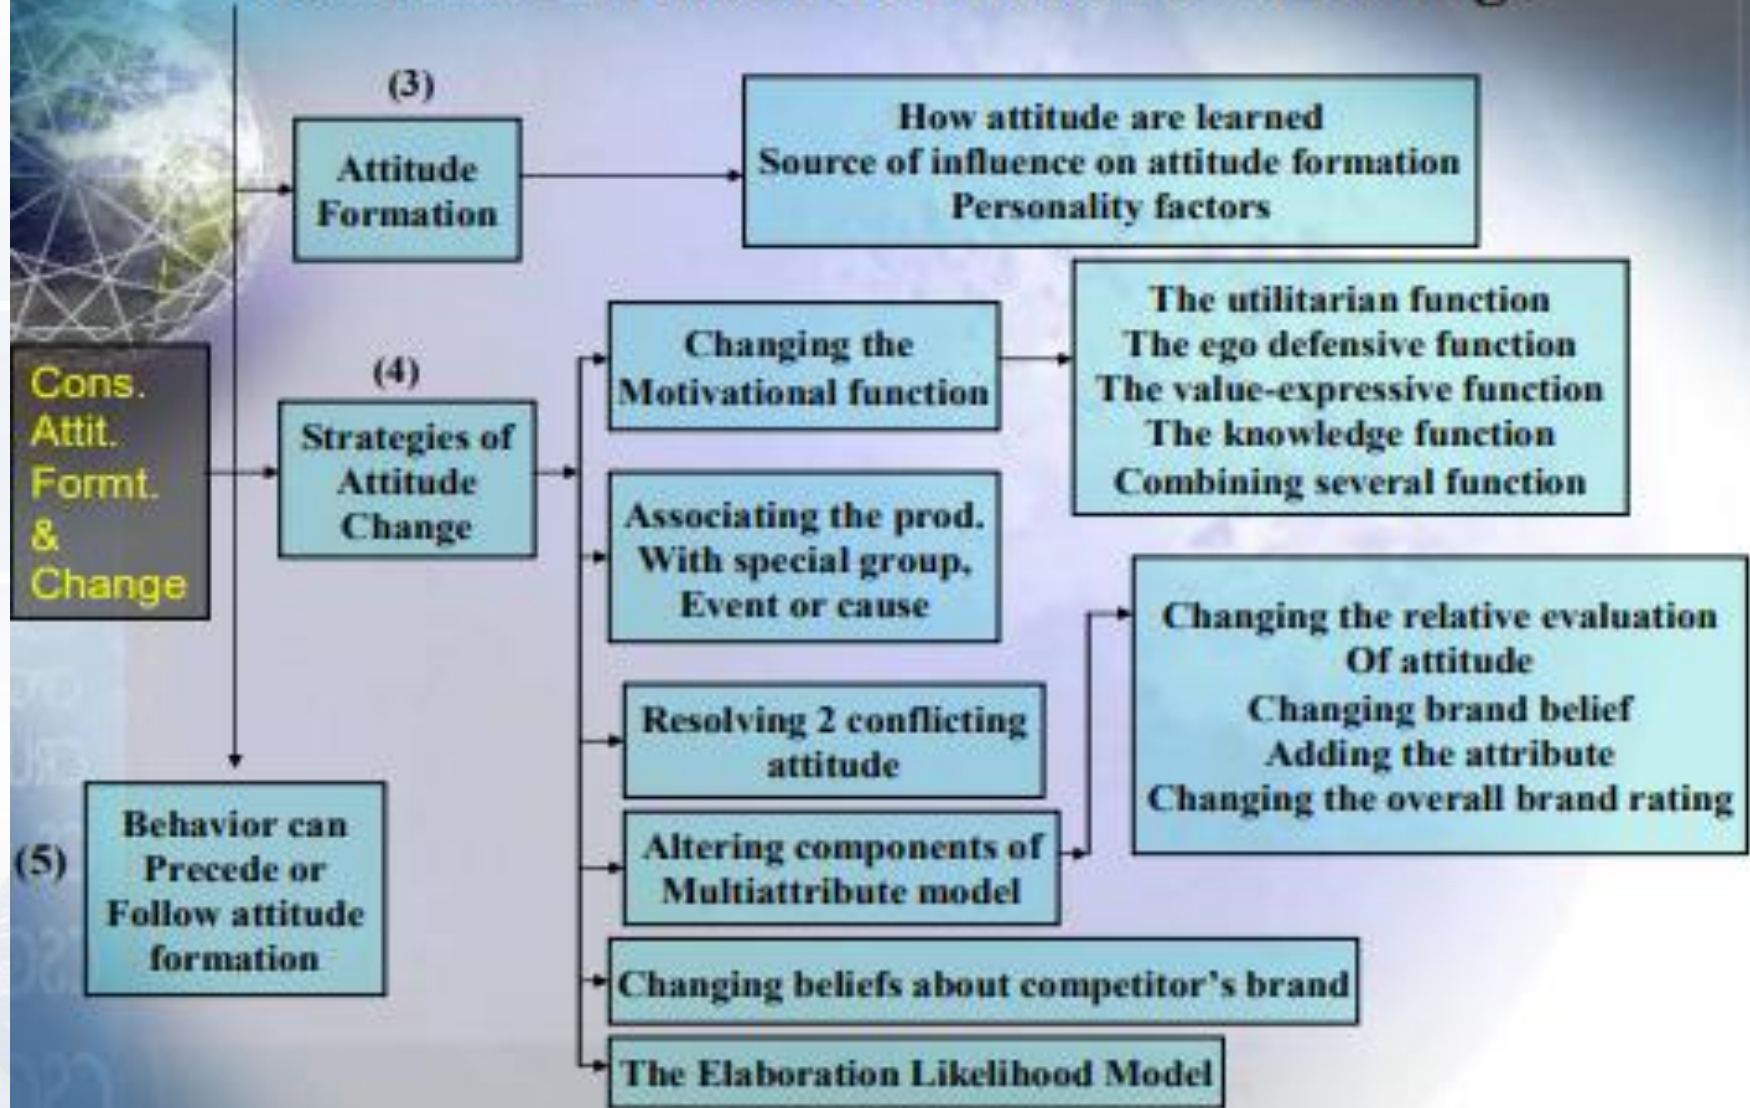 (3)
Attitude
Formation
How attitude are learned
Source of influence on attitude formation
Personality factors
Cons.
Attit.
Formt.
&
Change
(4)
Strategies of
Attitude
Change
Changing the
Motivational function
The utilitarian function
The ego defensive function
The value-expressive function
The knowledge function
Combining several function
Associating the prod.
With special group,
Event or cause
Resolving 2 conflicting
attitude
Altering components of
Multiattribute model
Changing the relative evaluation
Of attitude
Changing brand belief
Adding the attribute
Changing the overall brand rating
Changing beliefs about competitor's brand
The Elaboration Likelihood Model
(5)
Behavior can
Precede or
Follow attitude
formation